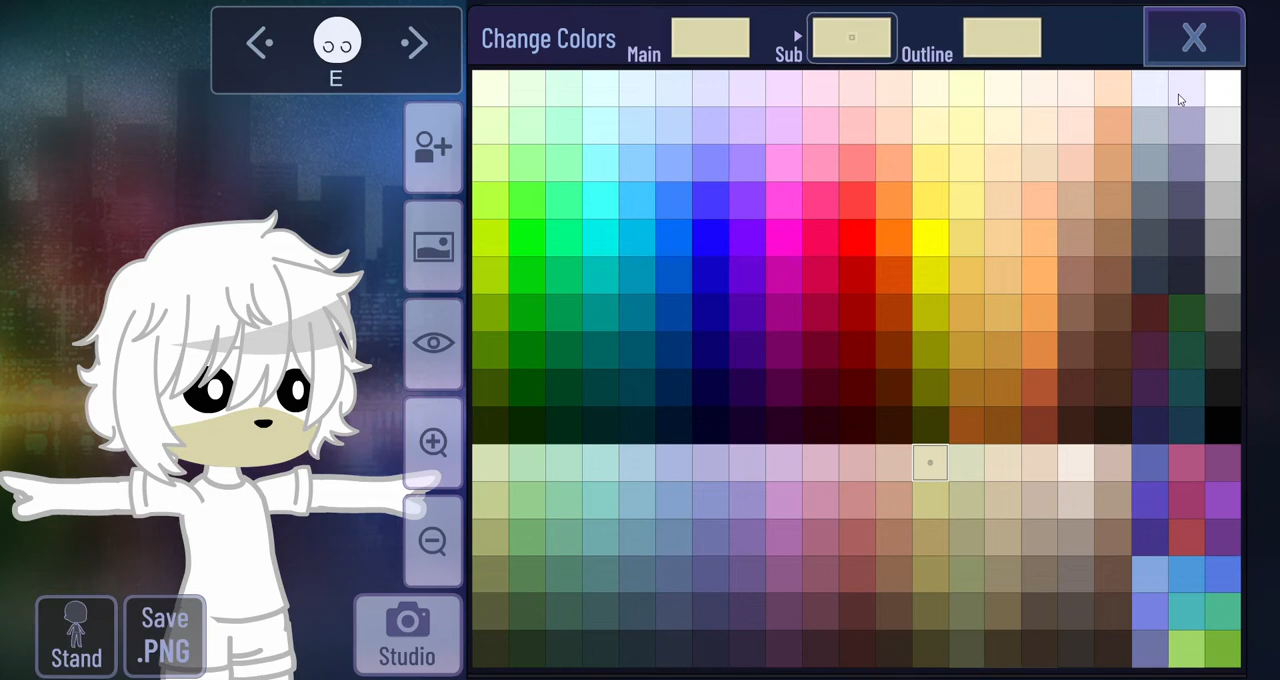 E
Change Colors
Main
Sub
Outline
X
Stand
Save
.PNG
Studio